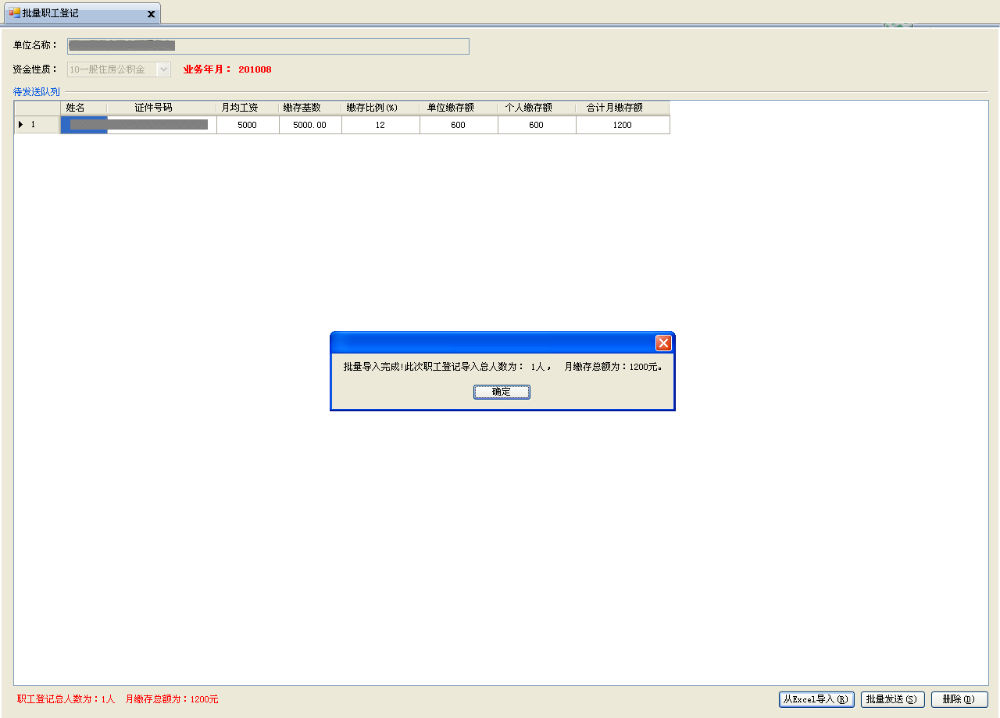 批量职工登记
单位名称：
资金性质： 10一般住房公积金 业务年月： 201008
待发送队列
姓名 证件号码 月均工资 缴存基数 缴存比例(%) 单位缴存额 个人缴存额 合计月缴存额
1 5000 5000.00 12 600 600 1200
批量导入完成!此次职工登记导入总人数为： 1人， 月缴存总额为：1200元。
确定
职工登记总人数为：1人 月缴存总额为：1200元
从Excel导入(R) 批量发送(S) 删除(D)